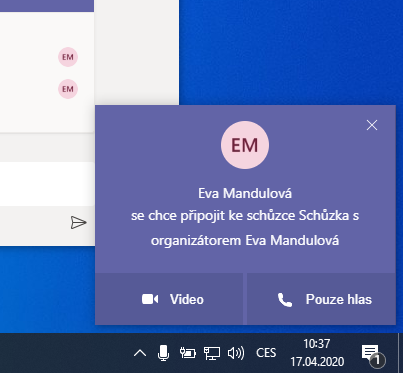 EM
EM
EM
Eva Mandulová
se chce připojit ke schůzce Schůzka s
organizátorem Eva Mandulová
Video
Pouze hlas
CES
10:37
17.04.2020
1